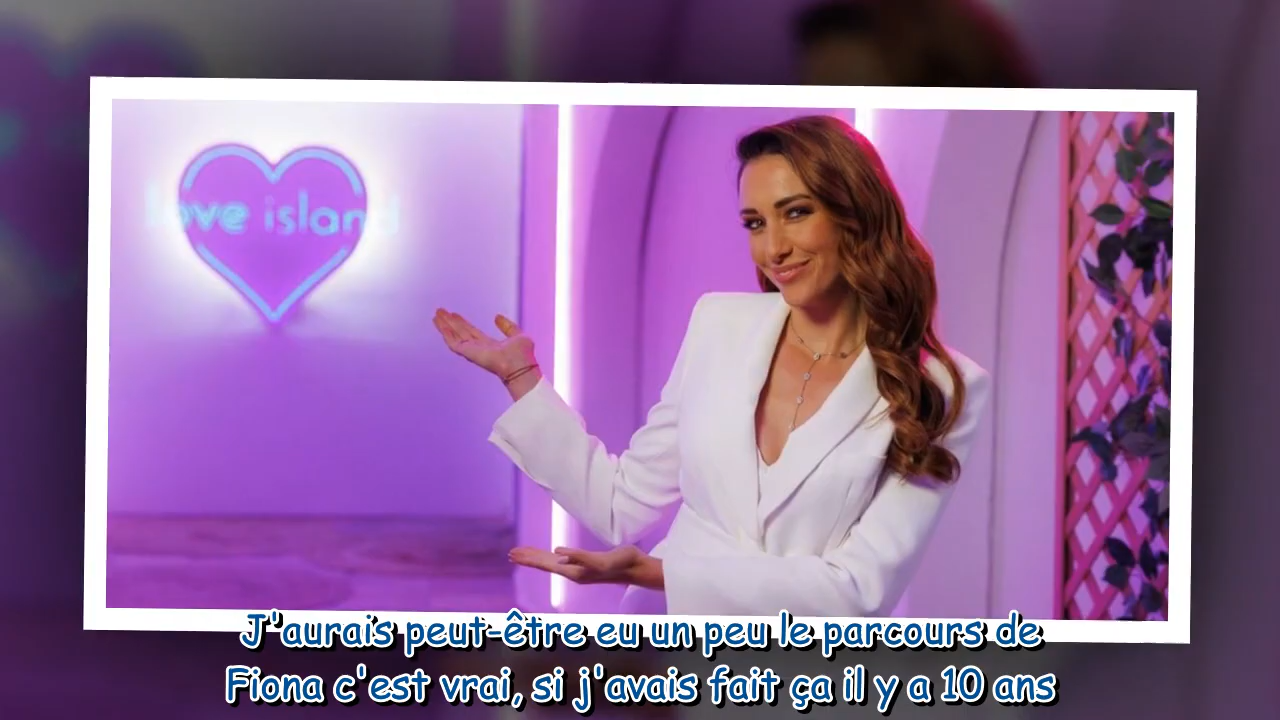 love island
J'aurais peut-être eu un peu le parcours de
Fiona c'est vrai, si j'avais fait ça il y a 10 ans